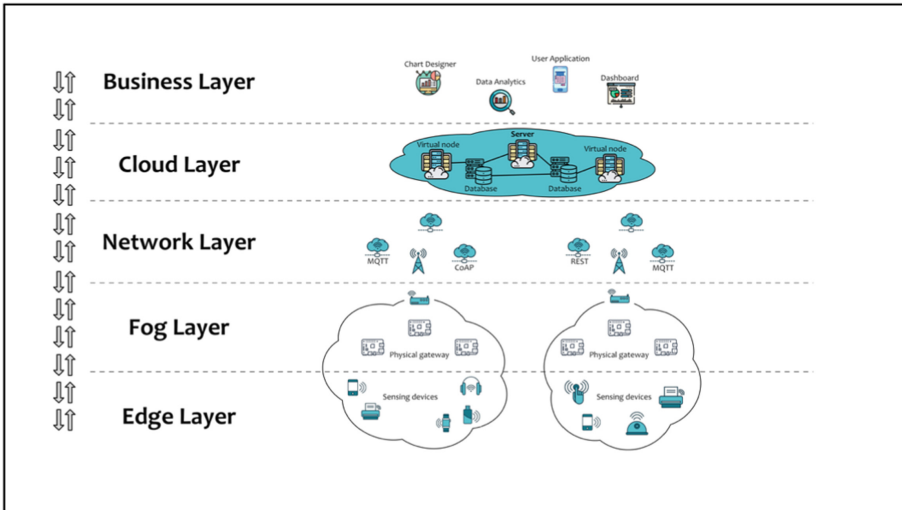 Business Layer
Chart Designer
Data Analytics
User Application
Dashboard
Cloud Layer
Virtual node
Server
Virtual node
Database
Database
Network Layer
MQTT
CoAP
REST
MQTT
Fog Layer
Physical gateway
Physical gateway
Edge Layer
Sensing devices
Sensing devices